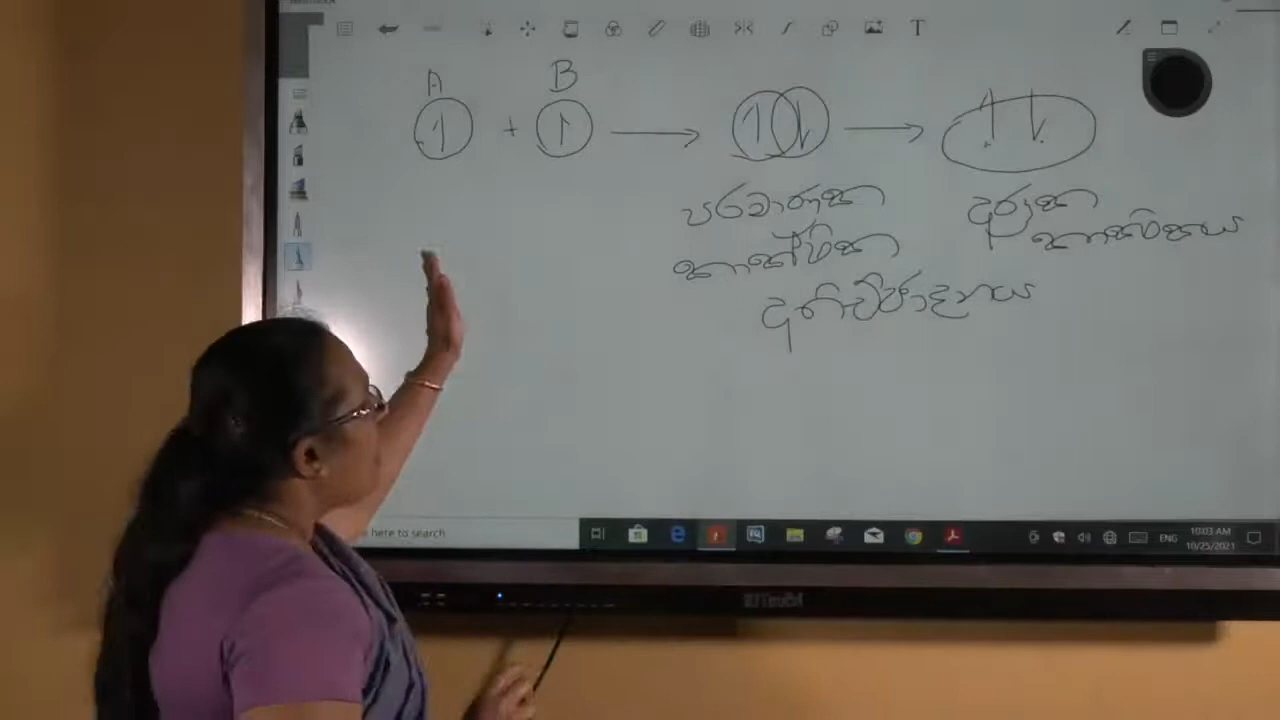 A B
+
පරමාණුක
කාක්ෂික
අතිච්ඡාදනය
අණුක
කාක්ෂිකය
T
here to search
ENG
10:03 AM
10/25/2021